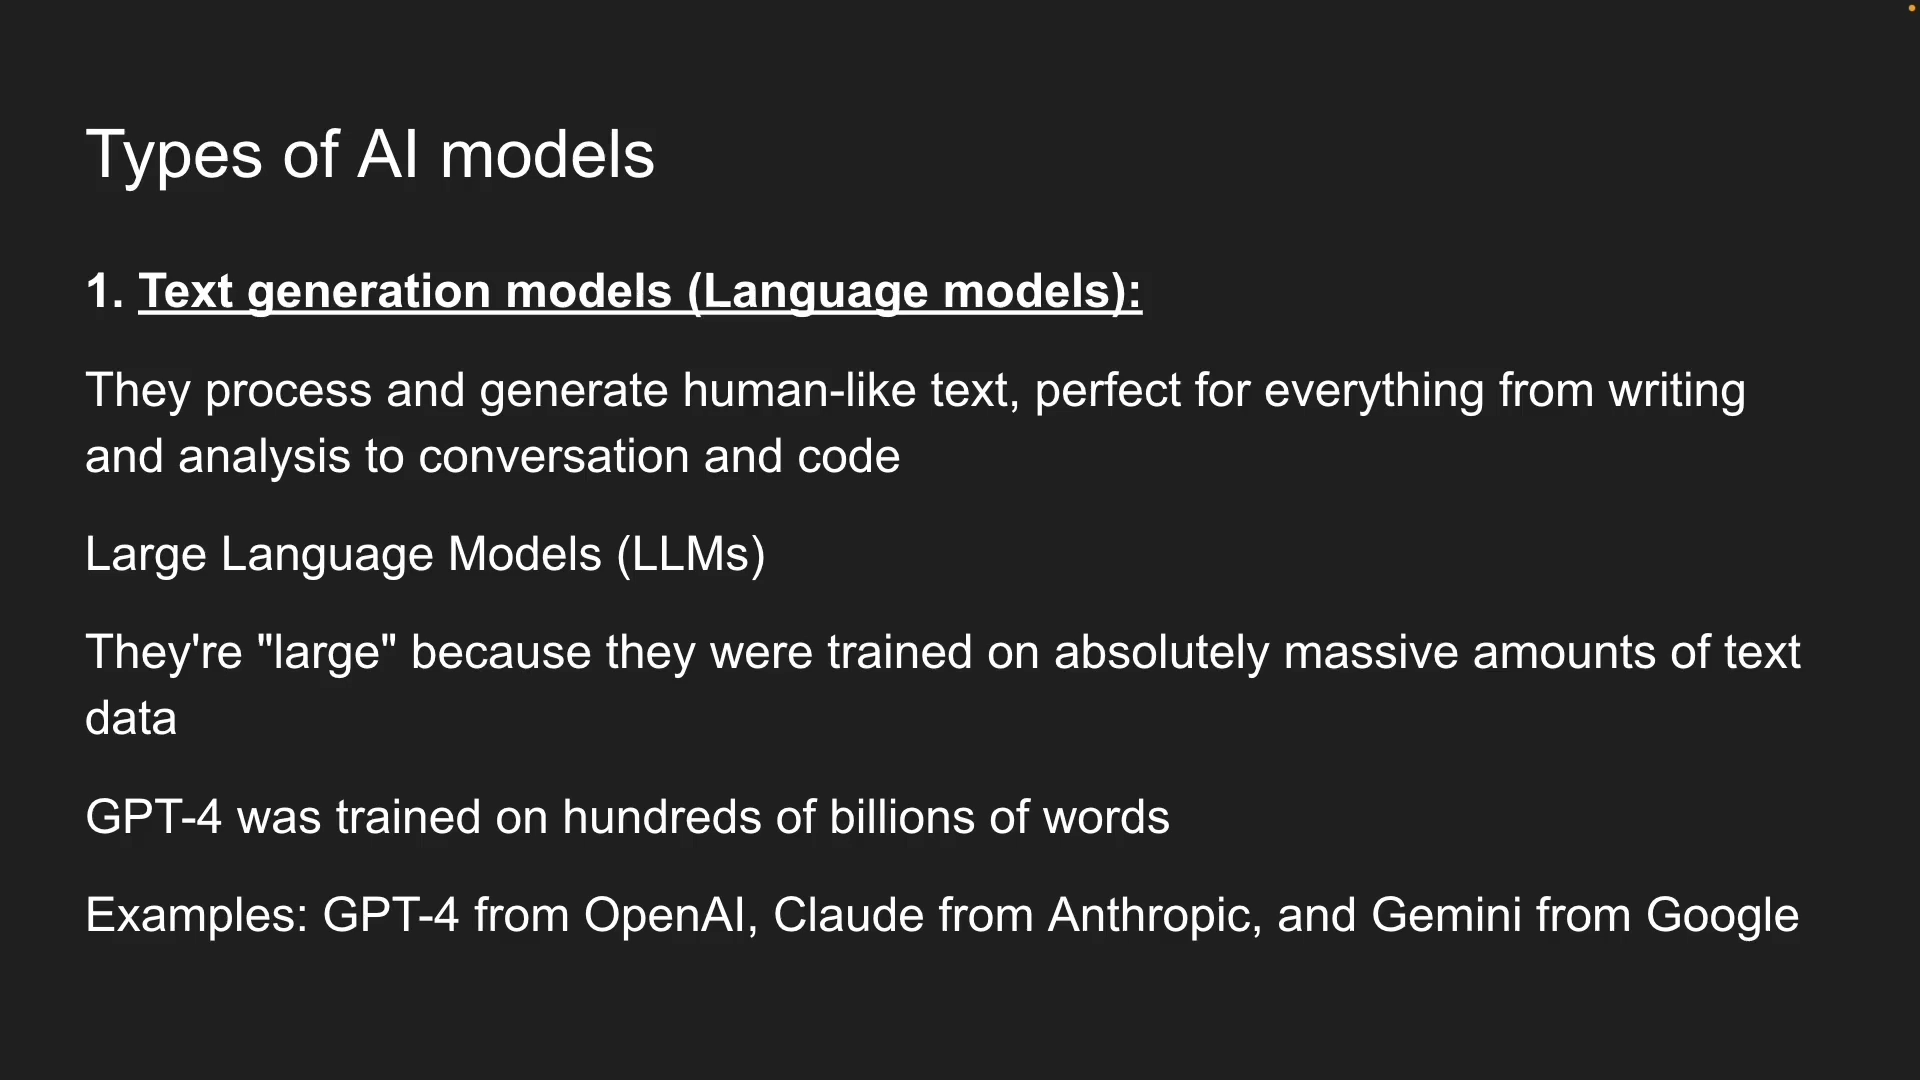 Types of AI models
1. Text generation models (Language models):
They process and generate human-like text, perfect for everything from writing
and analysis to conversation and code
Large Language Models (LLMs)
They're "large" because they were trained on absolutely massive amounts of text
data
GPT-4 was trained on hundreds of billions of words
Examples: GPT-4 from OpenAI, Claude from Anthropic, and Gemini from Google